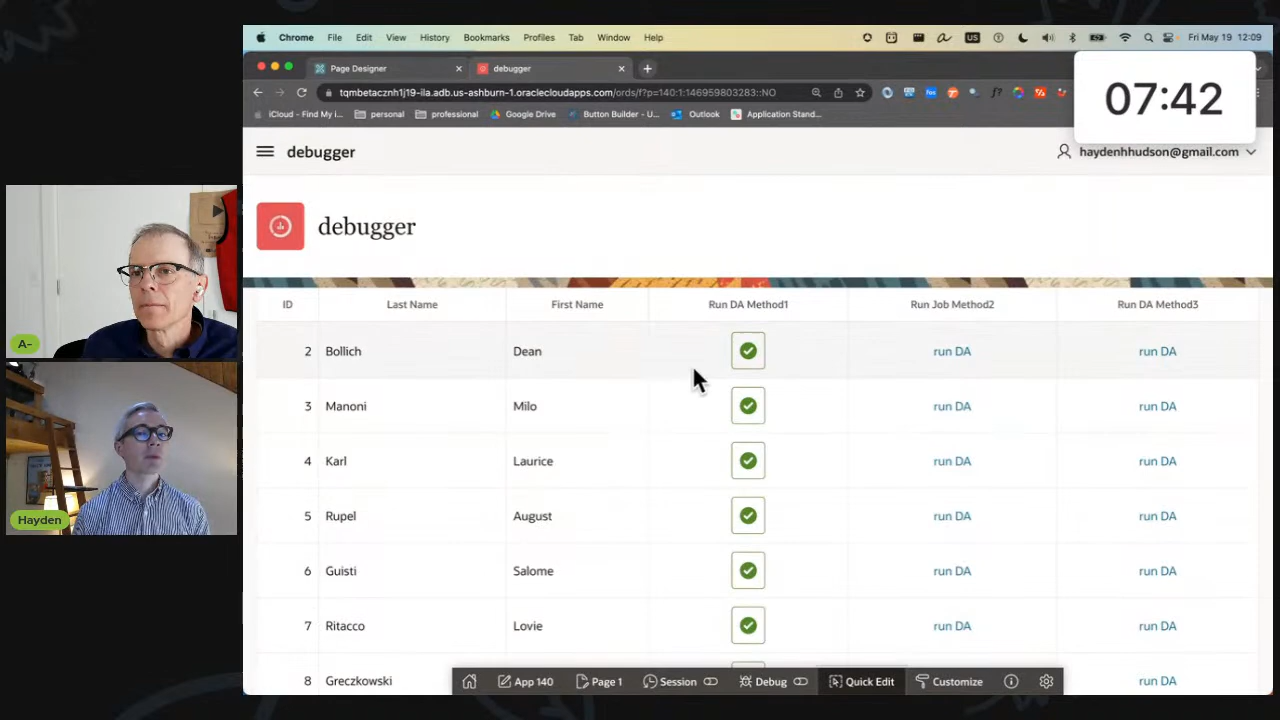 Chrome File Edit View History Bookmarks Profiles Tab Window Help US Fri May 19 12:09
Page Designer debugger
07:42
tqmbetacznh1j19-ila.adb.us-ashburn-1.oraclecloudapps.com/ords/f?p=140:1:146959803283::NO
iCloud - Find My i... personal professional Google Drive Button Builder - U... Outlook Application Stand...
debugger haydenhhudson@gmail.com
debugger
ID Last Name First Name Run DA Method1 Run Job Method2 Run DA Method3
2 Bollich Dean run DA run DA
3 Manoni Milo run DA run DA
4 Karl Laurice run DA run DA
5 Rupel August run DA run DA
6 Guisti Salome run DA run DA
7 Ritacco Lovie run DA run DA
8 Greczkowski run DA
App 140 Page 1 Session Debug Quick Edit Customize
A-
Hayden